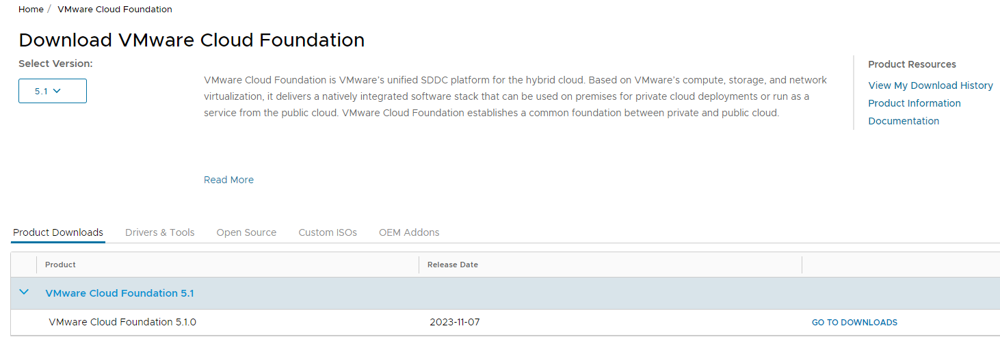 Home / VMware Cloud Foundation
Download VMware Cloud Foundation
Select Version:
5.1
VMware Cloud Foundation is VMware's unified SDDC platform for the hybrid cloud. Based on VMware's compute, storage, and network
virtualization, it delivers a natively integrated software stack that can be used on premises for private cloud deployments or run as a
service from the public cloud. VMware Cloud Foundation establishes a common foundation between private and public cloud.
Read More
Product Resources
View My Download History
Product Information
Documentation
Product Downloads Drivers & Tools Open Source Custom ISOs OEM Addons
Product Release Date
VMware Cloud Foundation 5.1
VMware Cloud Foundation 5.1.0 2023-11-07 GO TO DOWNLOADS